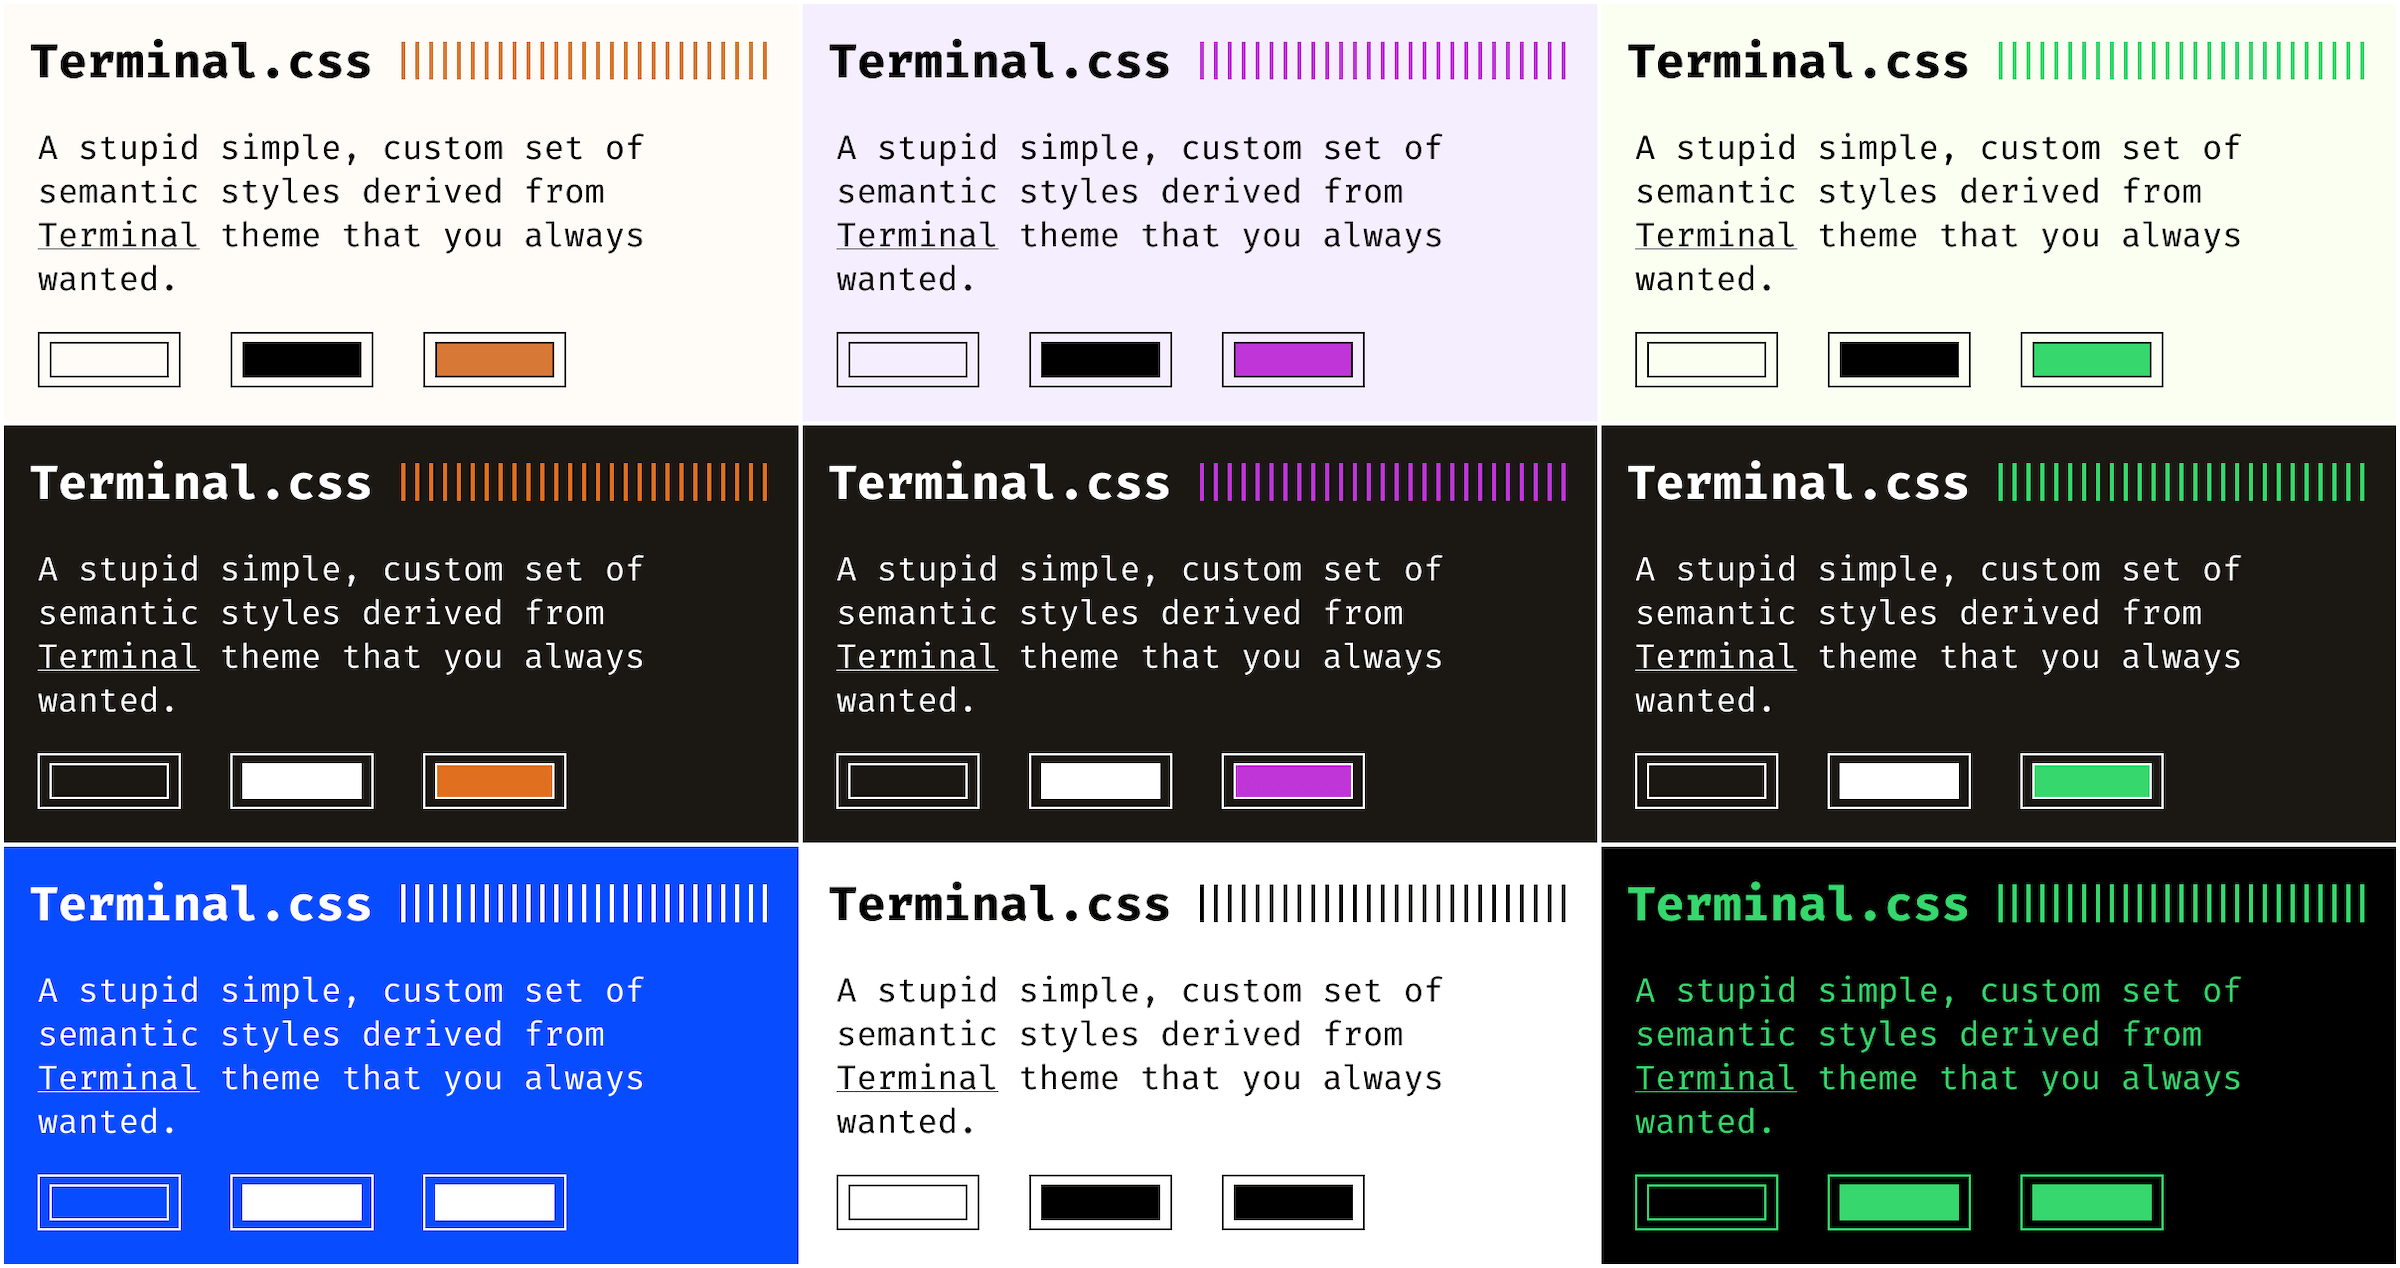 Terminal.css
A stupid simple, custom set of
semantic styles derived from
Terminal theme that you always
wanted.
Terminal.css
A stupid simple, custom set of
semantic styles derived from
Terminal theme that you always
wanted.
Terminal.css
A stupid simple, custom set of
semantic styles derived from
Terminal theme that you always
wanted.
Terminal.css
A stupid simple, custom set of
semantic styles derived from
Terminal theme that you always
wanted.
Terminal.css
A stupid simple, custom set of
semantic styles derived from
Terminal theme that you always
wanted.
Terminal.css
A stupid simple, custom set of
semantic styles derived from
Terminal theme that you always
wanted.
Terminal.css
A stupid simple, custom set of
semantic styles derived from
Terminal theme that you always
wanted.
Terminal.css
A stupid simple, custom set of
semantic styles derived from
Terminal theme that you always
wanted.
Terminal.css
A stupid simple, custom set of
semantic styles derived from
Terminal theme that you always
wanted.